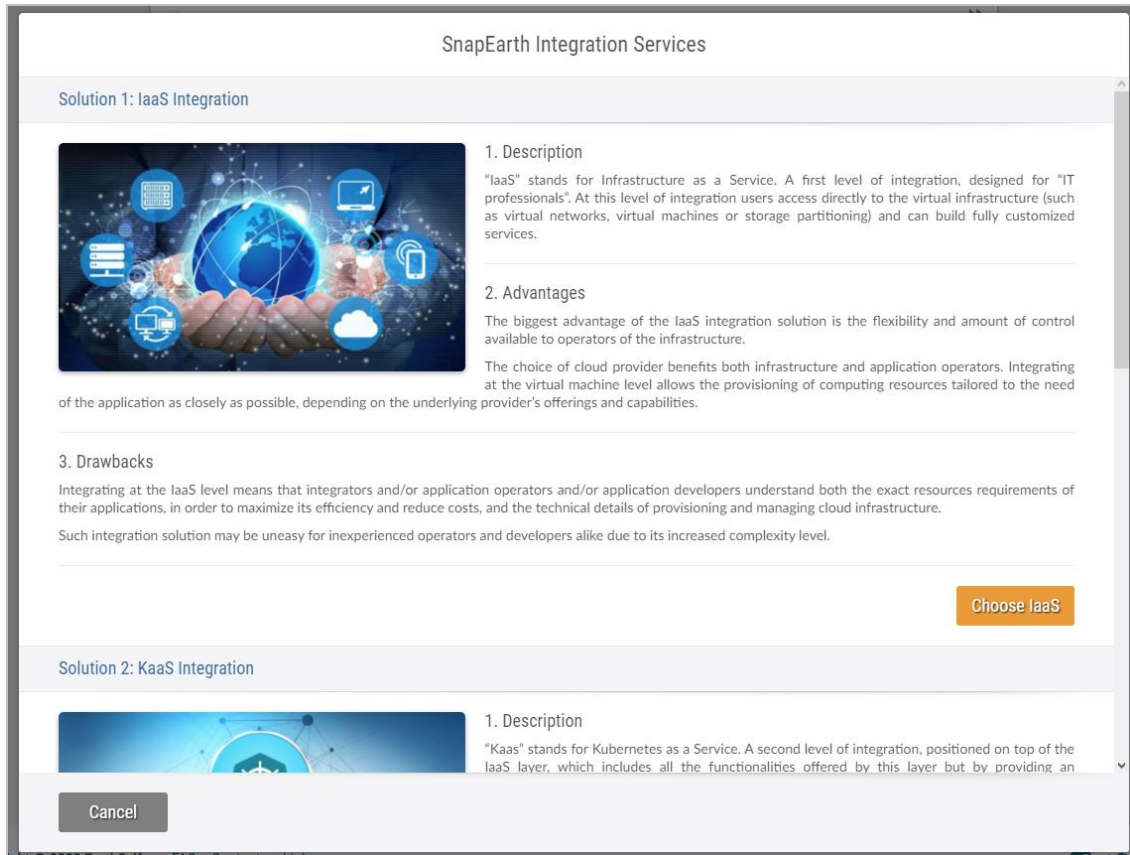 SnapEarth Integration Services
Solution 1: IaaS Integration
1. Description
“IaaS” stands for Infrastructure as a Service. A first level of integration, designed for “IT
professionals”. At this level of integration users access directly to the virtual infrastructure (such
as virtual networks, virtual machines or storage partitioning) and can build fully customized
services.
2. Advantages
The biggest advantage of the IaaS integration solution is the flexibility and amount of control
available to operators of the infrastructure.
The choice of cloud provider benefits both infrastructure and application operators. Integrating
at the virtual machine level allows the provisioning of computing resources tailored to the need
of the application as closely as possible, depending on the underlying provider’s offerings and capabilities.
3. Drawbacks
Integrating at the IaaS level means that integrators and/or application operators and/or application developers understand both the exact resources requirements of
their applications, in order to maximize its efficiency and reduce costs, and the technical details of provisioning and managing cloud infrastructure.
Such integration solution may be uneasy for inexperienced operators and developers alike due to its increased complexity level.
Choose IaaS
Solution 2: KaaS Integration
1. Description
“Kaas” stands for Kubernetes as a Service. A second level of integration, positioned on top of the
IaaS layer, which includes all the functionalities offered by this layer but by providing an
Cancel